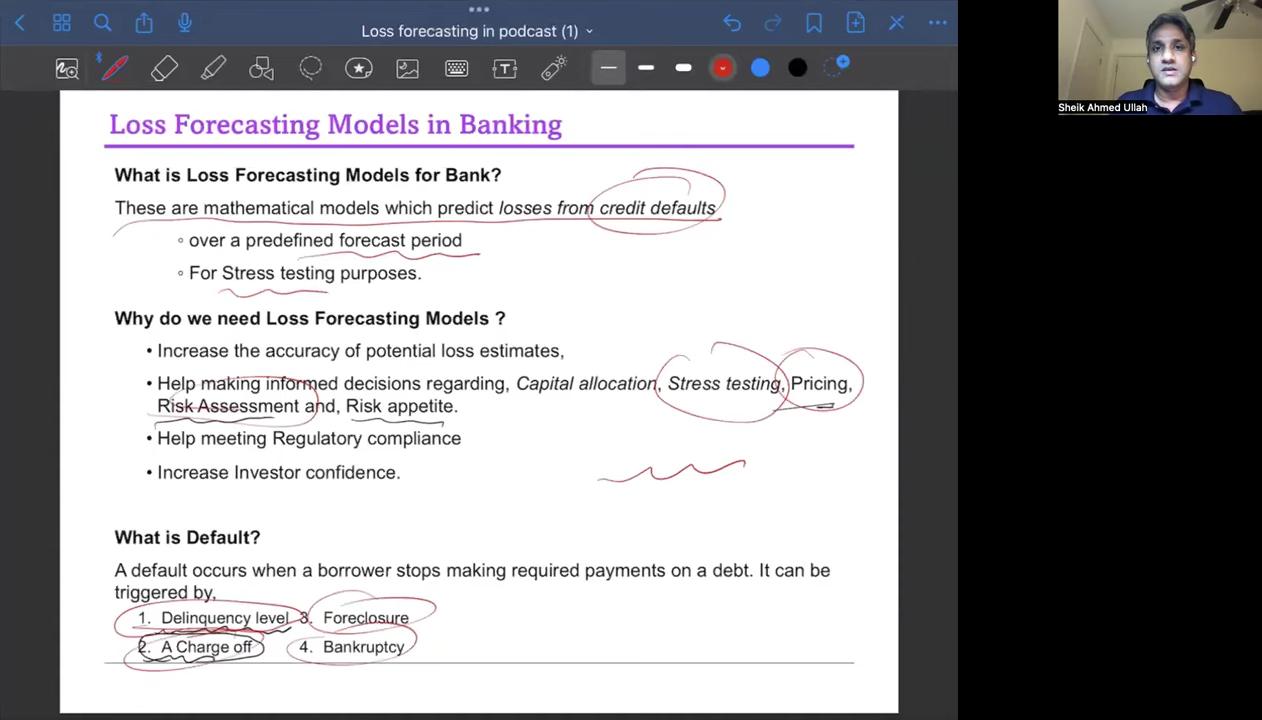 Loss forecasting in podcast (1)
Sheik Ahmed Ullah
Loss Forecasting Models in Banking
What is Loss Forecasting Models for Bank?
These are mathematical models which predict losses from credit defaults
◦ over a predefined forecast period
◦ For Stress testing purposes.
Why do we need Loss Forecasting Models ?
• Increase the accuracy of potential loss estimates,
• Help making informed decisions regarding, Capital allocation, Stress testing, Pricing,
Risk Assessment and, Risk appetite.
• Help meeting Regulatory compliance
• Increase Investor confidence.
What is Default?
A default occurs when a borrower stops making required payments on a debt. It can be
triggered by,
1. Delinquency level 3. Foreclosure
2. A Charge off 4. Bankruptcy